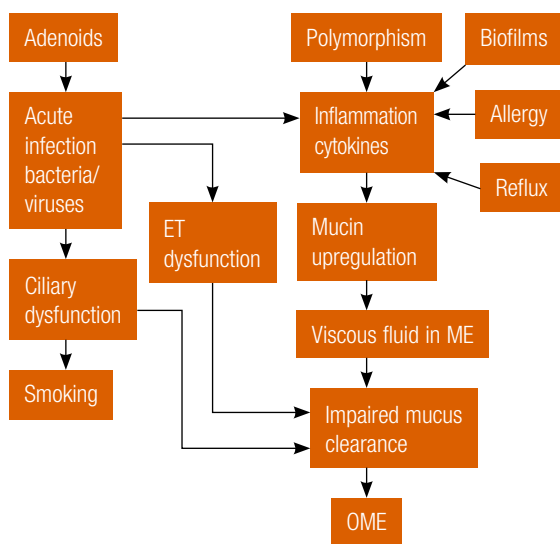 Adenoids
Polymorphism
Biofilms
Acute
infection
bacteria/
viruses
Inflammation
cytokines
Allergy
Reflux
ET
dysfunction
Mucin
upregulation
Ciliary
dysfunction
Viscous fluid in ME
Smoking
Impaired mucus
clearance
OME